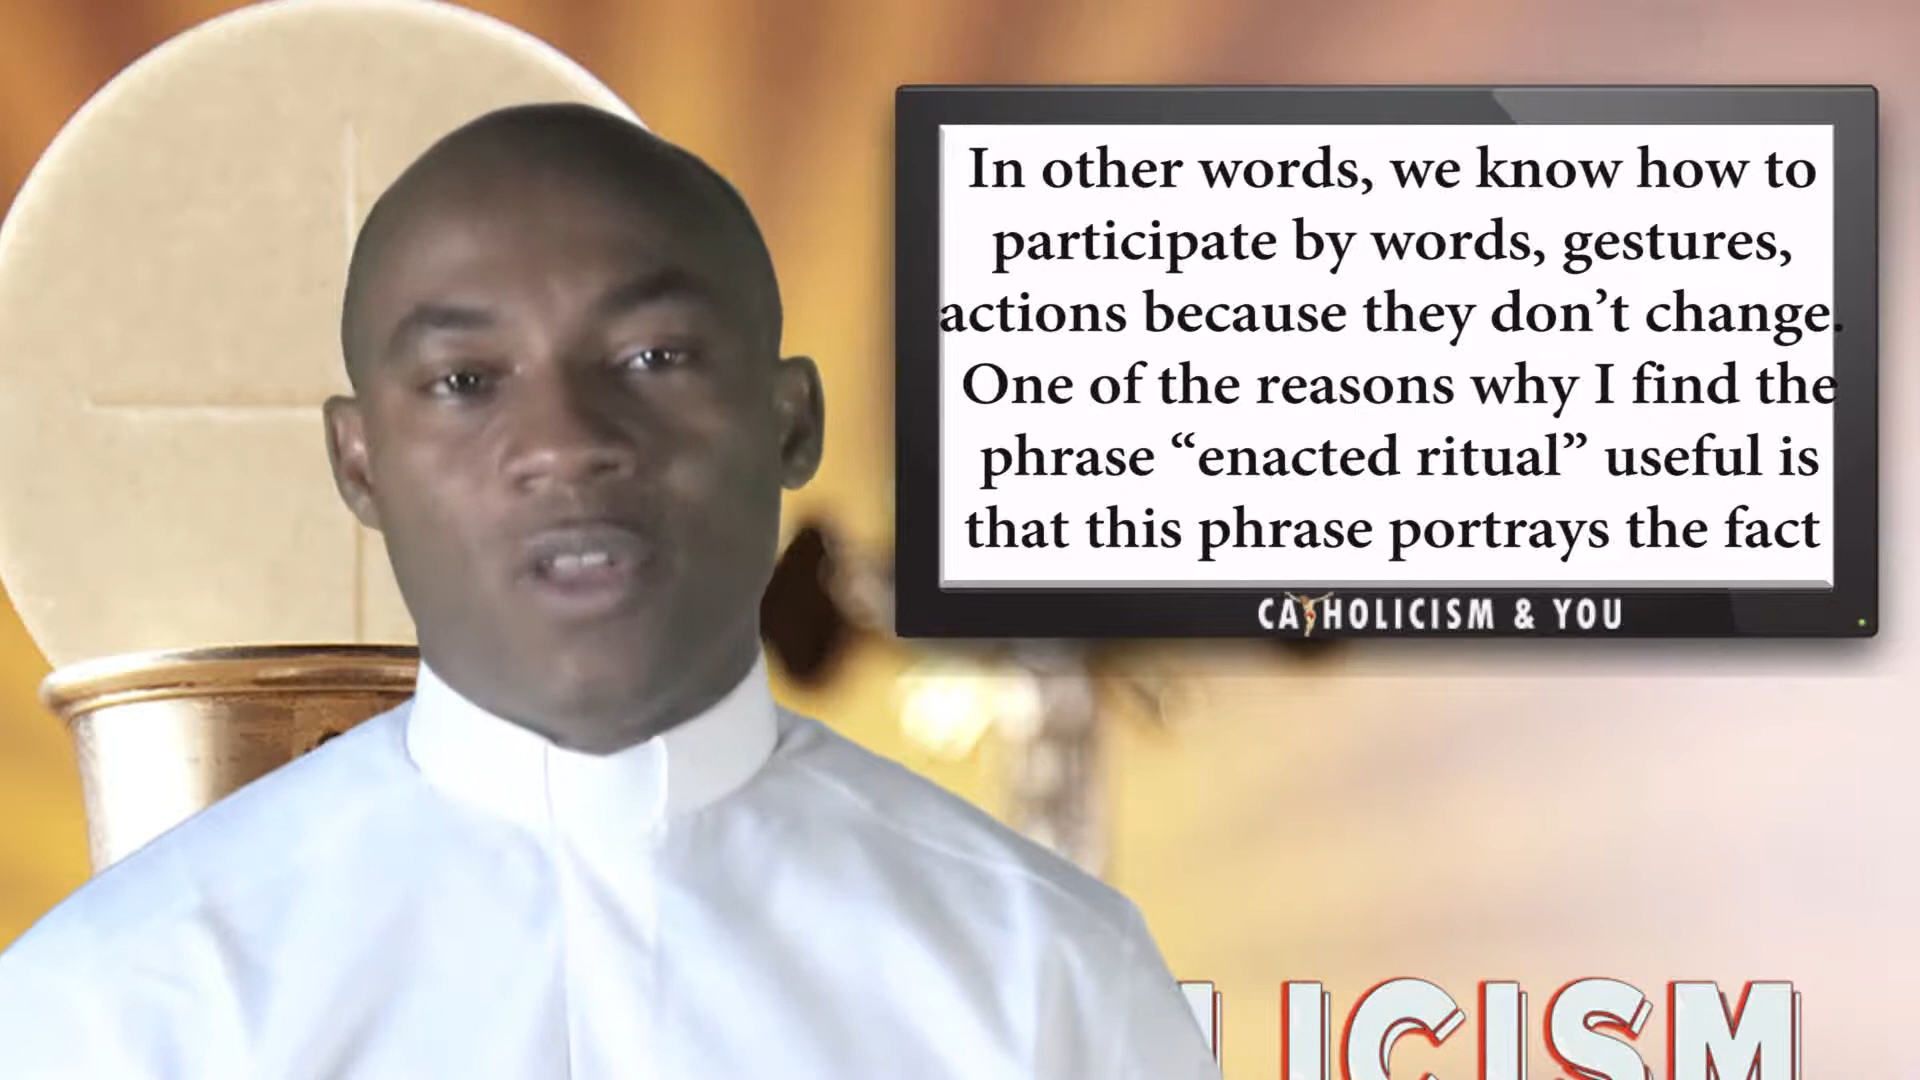 In other words, we know how to
participate by words, gestures,
actions because they don’t change.
One of the reasons why I find the
phrase “enacted ritual” useful is
that this phrase portrays the fact
CATHOLICISM & YOU
LICISM